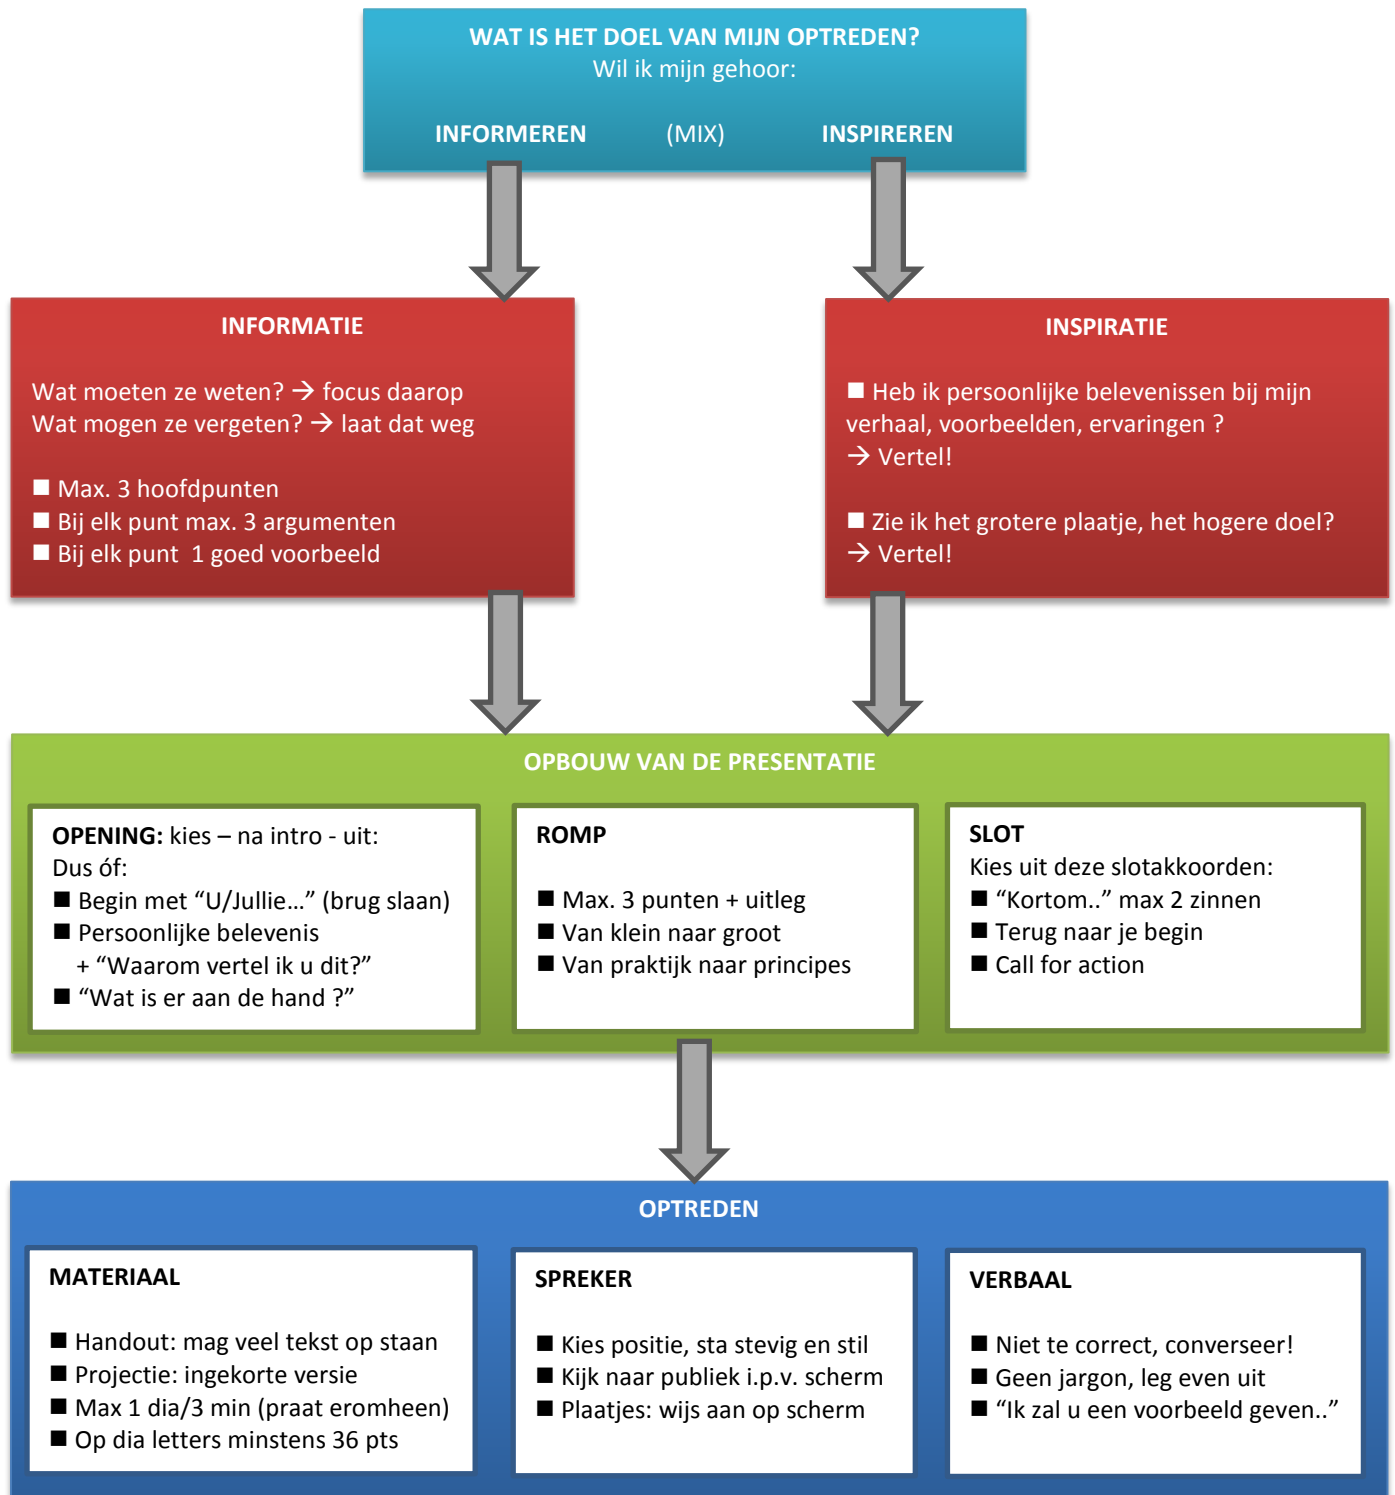 WAT IS HET DOEL VAN MIJN OPTREDEN?
Wil ik mijn gehoor:
INFORMEREN (MIX) INSPIREREN
INFORMATIE
Wat moeten ze weten? → focus daarop
Wat mogen ze vergeten? → laat dat weg
■ Max. 3 hoofdpunten
■ Bij elk punt max. 3 argumenten
■ Bij elk punt 1 goed voorbeeld
INSPIRATIE
■ Heb ik persoonlijke belevenissen bij mijn
verhaal, voorbeelden, ervaringen ?
→ Vertel!
■ Zie ik het grotere plaatje, het hogere doel?
→ Vertel!
OPBOUW VAN DE PRESENTATIE
OPENING: kies – na intro - uit:
Dus óf:
■ Begin met “U/Jullie…” (brug slaan)
■ Persoonlijke belevenis
+ “Waarom vertel ik u dit?”
■ “Wat is er aan de hand ?”
ROMP
■ Max. 3 punten + uitleg
■ Van klein naar groot
■ Van praktijk naar principes
SLOT
Kies uit deze slotakkoorden:
■ “Kortom..” max 2 zinnen
■ Terug naar je begin
■ Call for action
OPTREDEN
MATERIAAL
■ Handout: mag veel tekst op staan
■ Projectie: ingekorte versie
■ Max 1 dia/3 min (praat eromheen)
■ Op dia letters minstens 36 pts
SPREKER
■ Kies positie, sta stevig en stil
■ Kijk naar publiek i.p.v. scherm
■ Plaatjes: wijs aan op scherm
VERBAAL
■ Niet te correct, converseer!
■ Geen jargon, leg even uit
■ “Ik zal u een voorbeeld geven..”